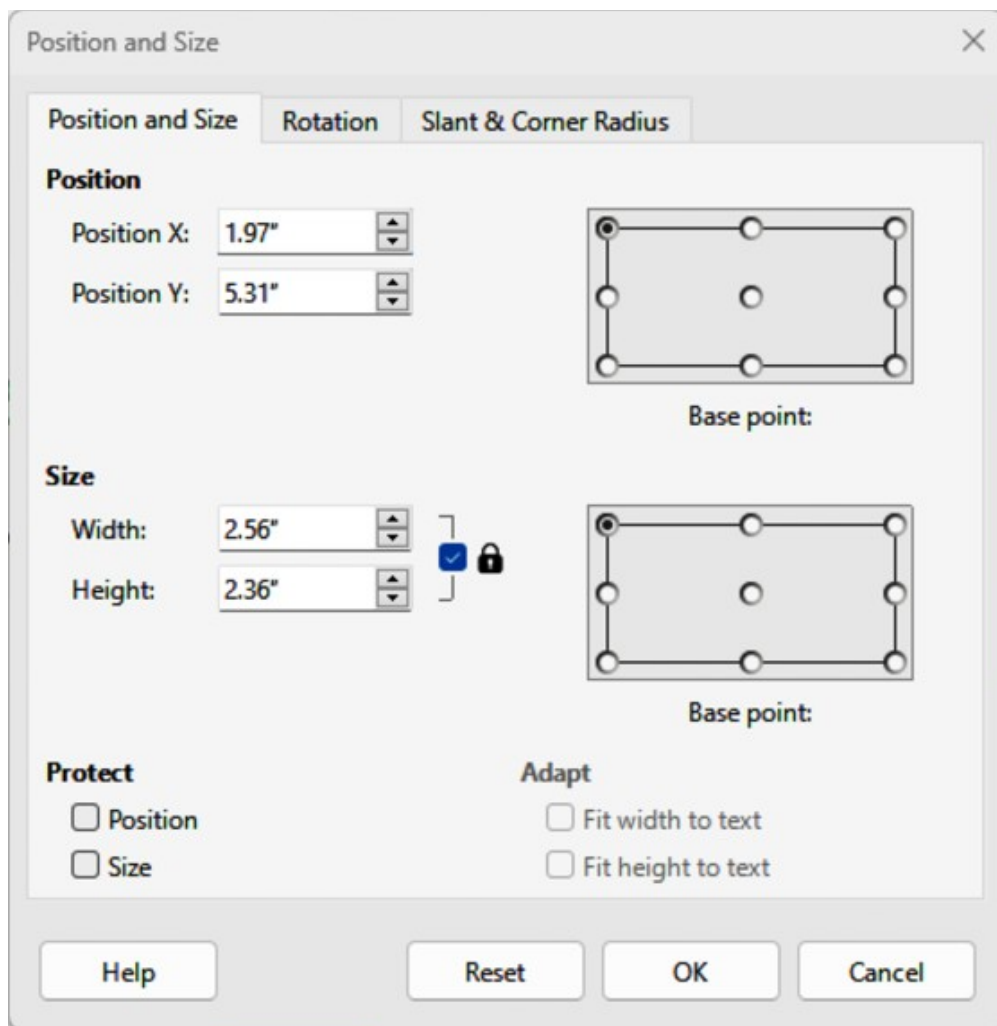 Position and Size
Position and Size Rotation Slant & Corner Radius
Position
Position X: 1.97"
Position Y: 5.31"
Base point:
Size
Width: 2.56"
Height: 2.36"
Base point:
Protect
Position
Size
Adapt
Fit width to text
Fit height to text
Help Reset OK Cancel